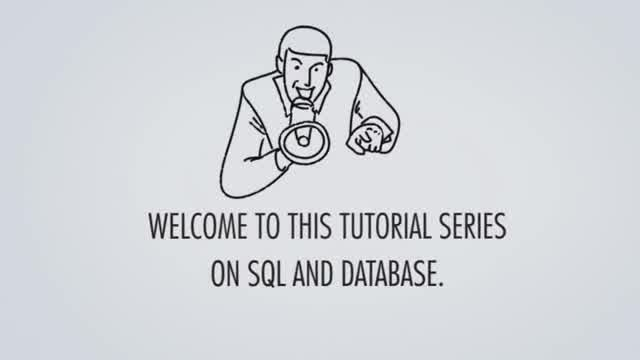 WELCOME TO THIS TUTORIAL SERIES
ON SQL AND DATABASE.